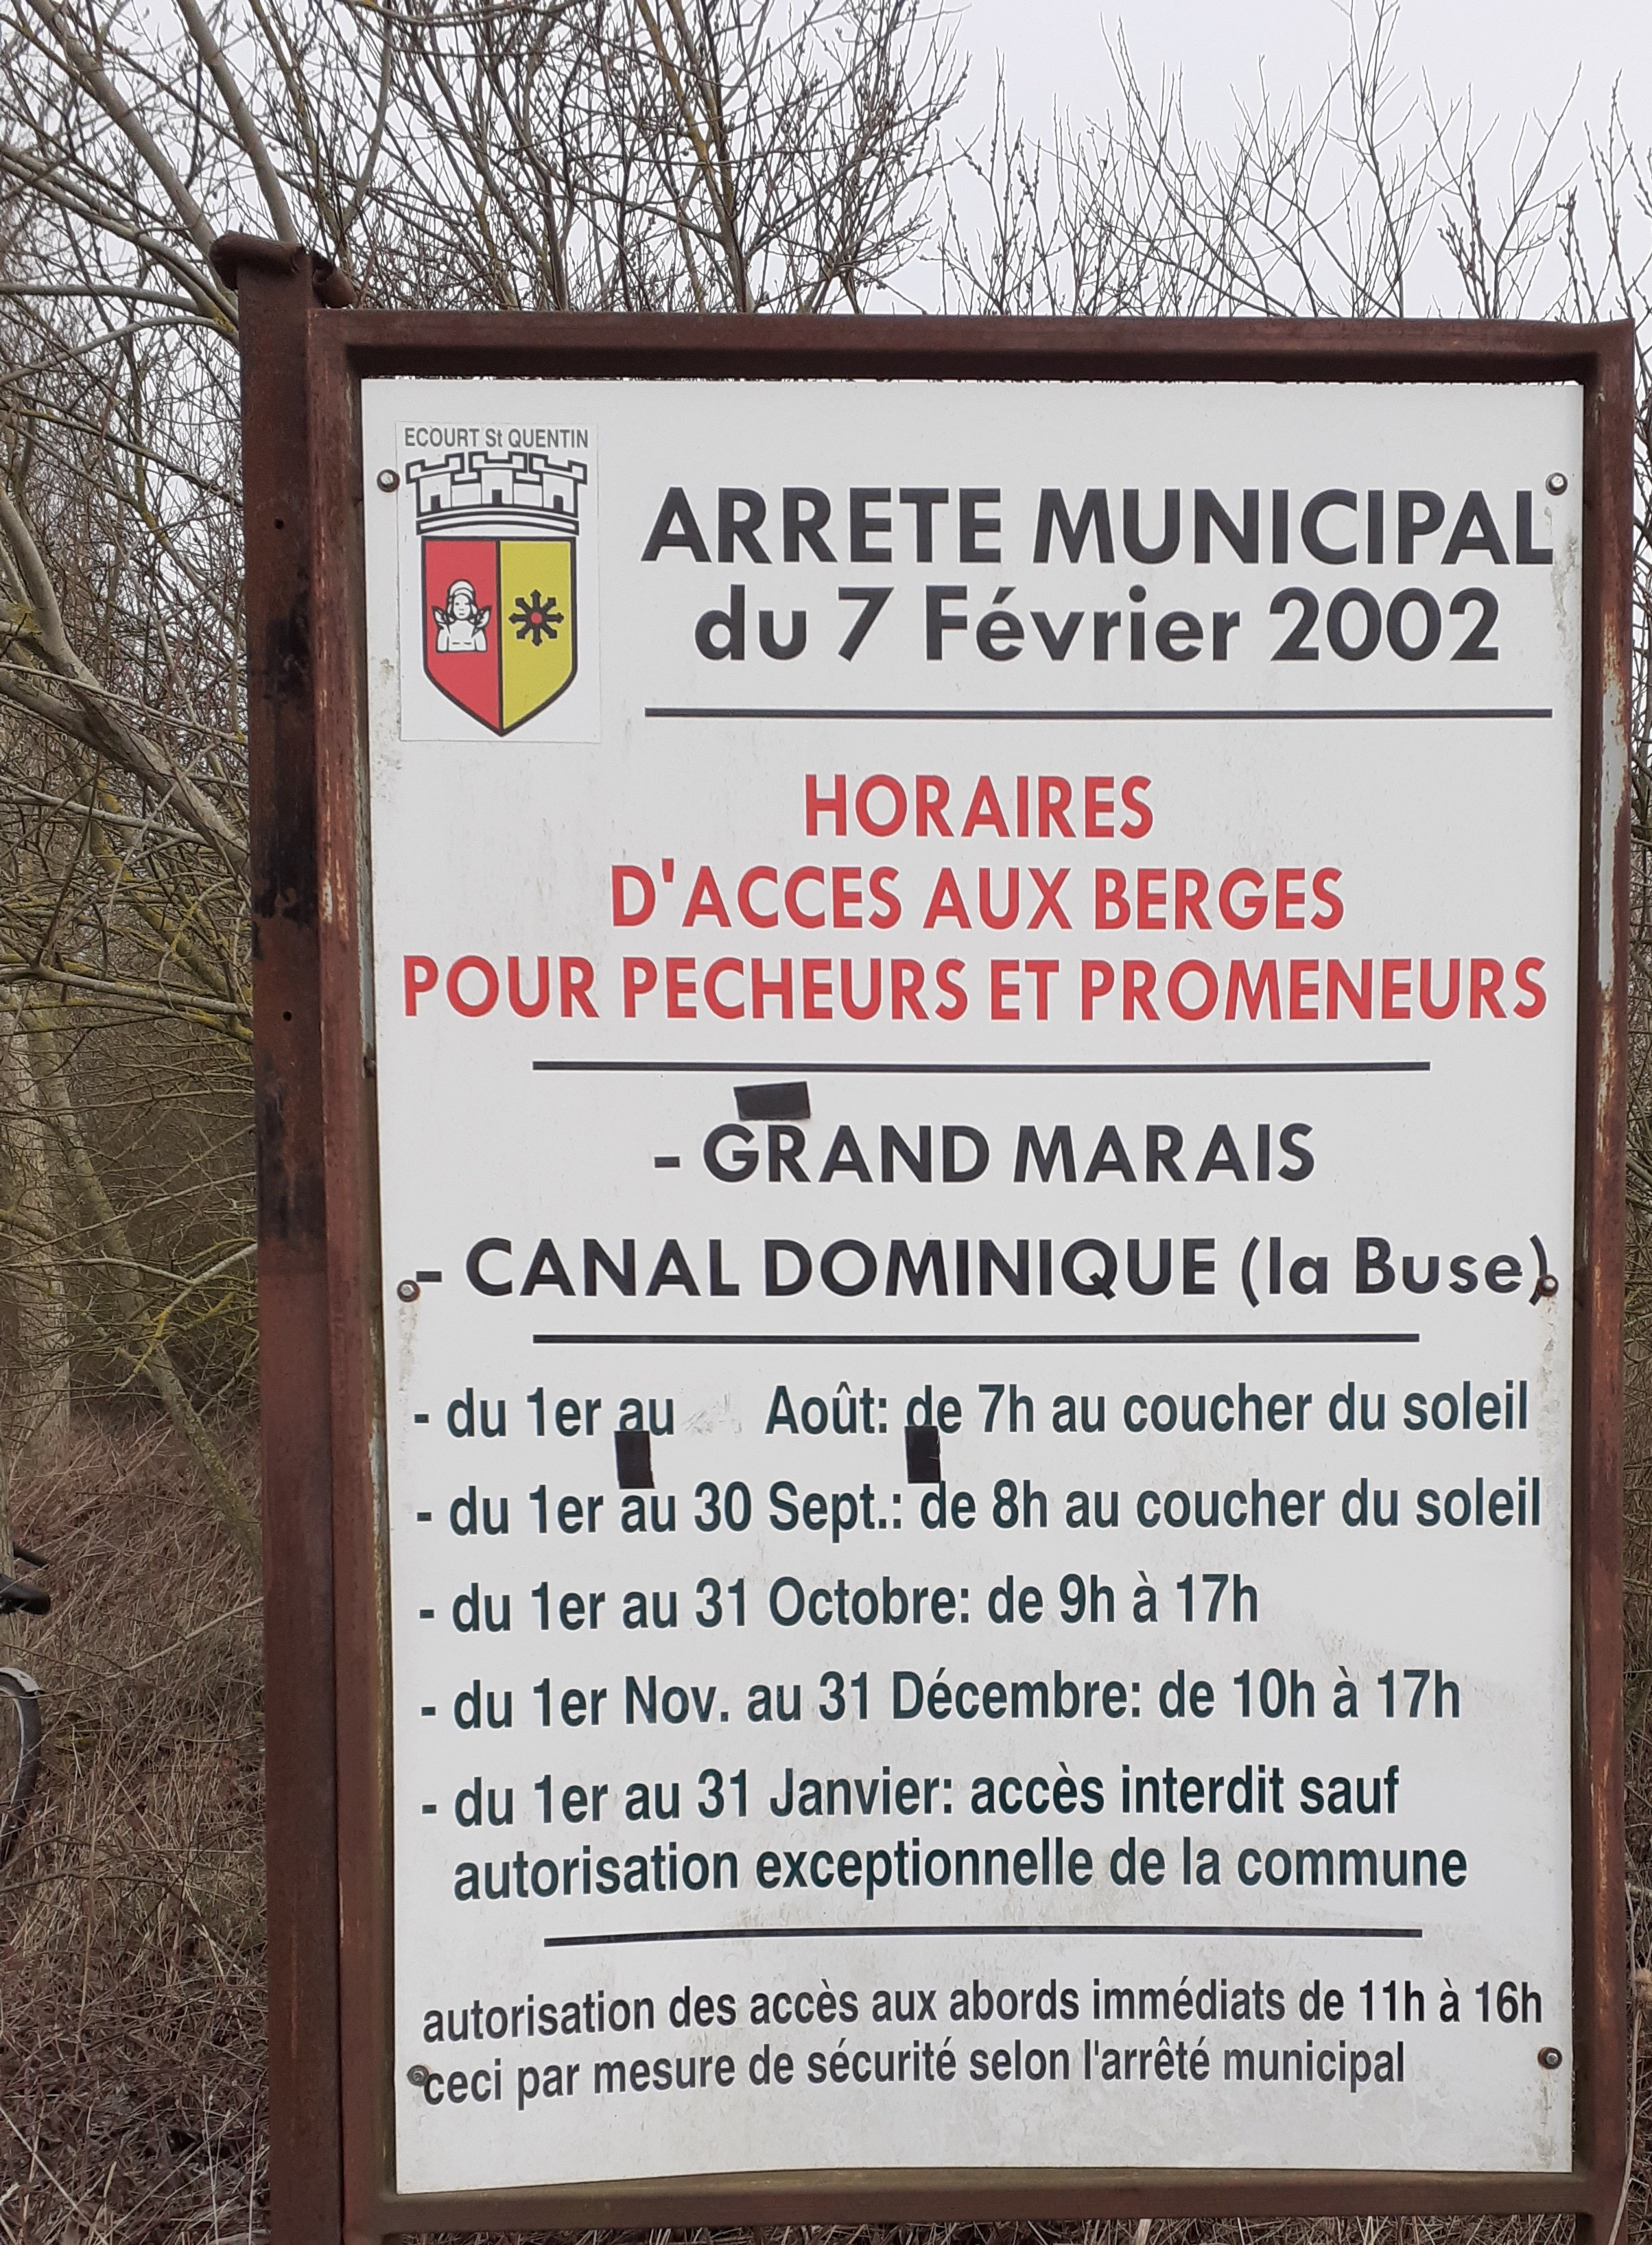 ECOURT St QUENTIN
ARRETE MUNICIPAL
du 7 Février 2002
HORAIRES
D'ACCES AUX BERGES
POUR PECHEURS ET PROMENEURS
- GRAND MARAIS
- CANAL DOMINIQUE (la Buse)
- du 1er au Août: de 7h au coucher du soleil
- du 1er au 30 Sept.: de 8h au coucher du soleil
- du 1er au 31 Octobre: de 9h à 17h
- du 1er Nov. au 31 Décembre: de 10h à 17h
- du 1er au 31 Janvier: accès interdit sauf
autorisation exceptionnelle de la commune
autorisation des accès aux abords immédiats de 11h à 16h
ceci par mesure de sécurité selon l'arrêté municipal